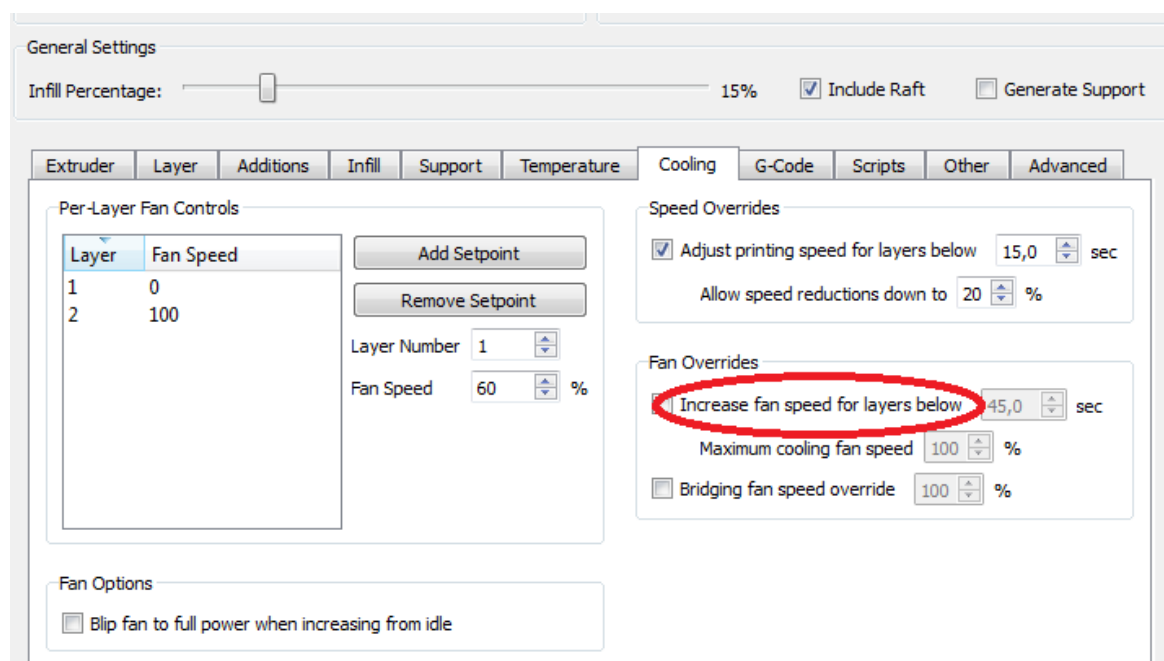 General Settings
Infill Percentage: 15% Include Raft Generate Support
Extruder Layer Additions Infill Support Temperature Cooling G-Code Scripts Other Advanced
Per-Layer Fan Controls
Layer Fan Speed
1 0
2 100
Add Setpoint
Remove Setpoint
Layer Number 1
Fan Speed 60 %
Speed Overrides
Adjust printing speed for layers below 15,0 sec
Allow speed reductions down to 20 %
Fan Overrides
Increase fan speed for layers below 45,0 sec
Maximum cooling fan speed 100 %
Bridging fan speed override 100 %
Fan Options
Blip fan to full power when increasing from idle